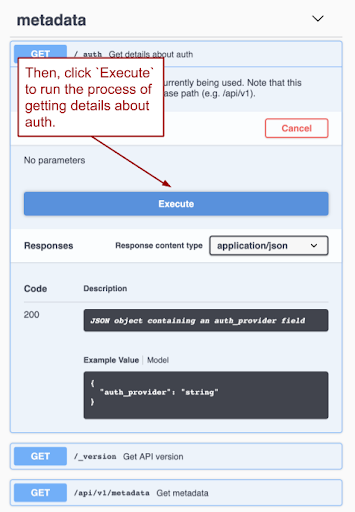 metadata
GET /_auth Get details about auth
Then, click `Execute`
to run the process of
getting details about
auth.
urrently being used. Note that this
ase path (e.g. /api/v1).
Cancel
No parameters
Execute
Responses Response content type application/json
Code Description
200 JSON object containing an auth_provider field
Example Value | Model
{
"auth_provider": "string"
}
GET /_version Get API version
GET /api/v1/metadata Get metadata